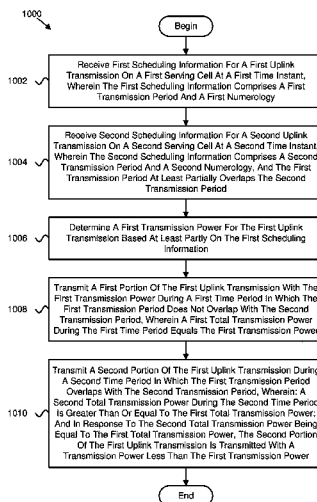 1000
Begin
1002
Receive First Scheduling Information For A First Uplink
Transmission On A First Serving Cell At A First Time Instant,
Wherein The First Scheduling Information Comprises A First
Transmission Period And A First Numerology
1004
Receive Second Scheduling Information For A Second Uplink
Transmission On A Second Serving Cell At A Second Time Instant,
Wherein The Second Scheduling Information Comprises A Second
Transmission Period And A Second Numerology, And The First
Transmission Period At Least Partially Overlaps The Second
Transmission Period
1006
Determine A First Transmission Power For The First Uplink
Transmission Based At Least Partly On The First Scheduling
Information
1008
Transmit A First Portion Of The First Uplink Transmission With The
First Transmission Power During A First Time Period In Which The
First Transmission Period Does Not Overlap With The Second
Transmission Period, Wherein A First Total Transmission Power
During The First Time Period Equals The First Transmission Power
1010
Transmit A Second Portion Of The First Uplink Transmission During
A Second Time Period In Which The First Transmission Period
Overlaps With The Second Transmission Period, Wherein: A
Second Total Transmission Power During The Second Time Period
Is Greater Than Or Equal To The First Total Transmission Power;
And In Response To The Second Total Transmission Power Being
Equal To The First Total Transmission Power, The Second Portion
Of The First Uplink Transmission Is Transmitted With A
Transmission Power Less Than The First Transmission Power
End